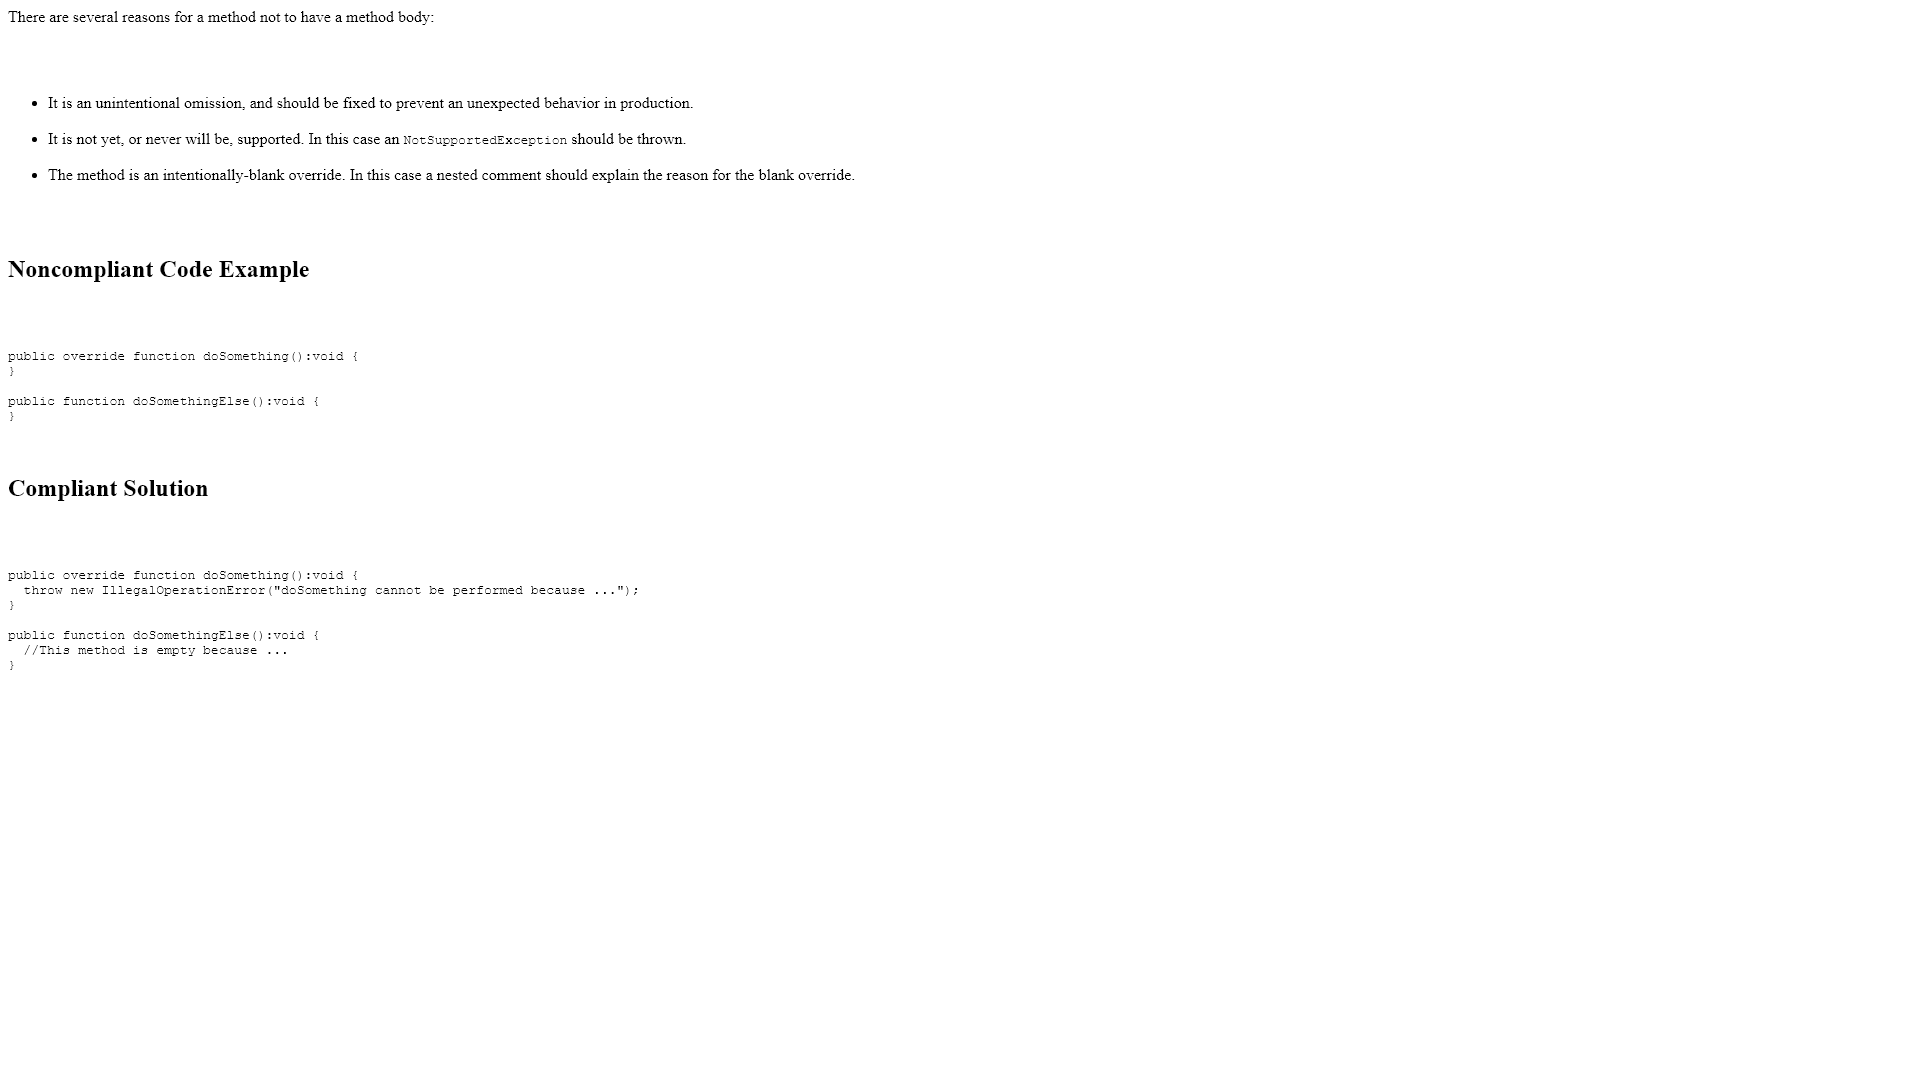 There are several reasons for a method not to have a method body:
• It is an unintentional omission, and should be fixed to prevent an unexpected behavior in production.
• It is not yet, or never will be, supported. In this case an NotSupportedException should be thrown.
• The method is an intentionally-blank override. In this case a nested comment should explain the reason for the blank override.
Noncompliant Code Example
public override function doSomething():void {
}
public function doSomethingElse():void {
}
Compliant Solution
public override function doSomething():void {
  throw new IllegalOperationError("doSomething cannot be performed because ...");
}
public function doSomethingElse():void {
  //This method is empty because ...
}